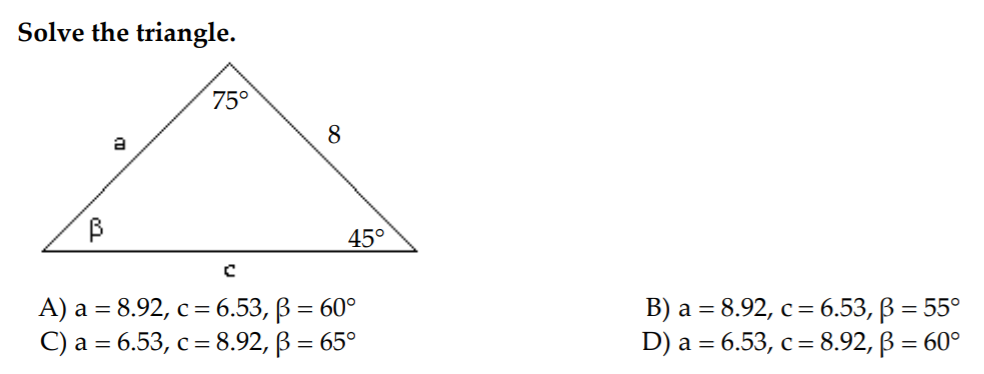 Solve the triangle.
75°
a
8
β
45°
c
A) a = 8.92, c = 6.53, β = 60°
B) a = 8.92, c = 6.53, β = 55°
C) a = 6.53, c = 8.92, β = 65°
D) a = 6.53, c = 8.92, β = 60°